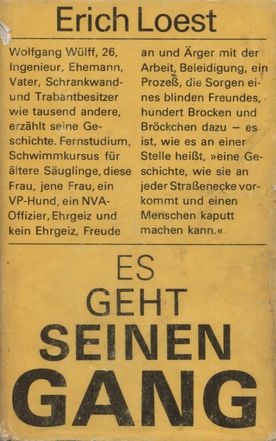 Erich Loest
Wolfgang Wülff, 26,
Ingenieur, Ehemann,
Vater, Schrankwand-
und Trabantbesitzer
wie tausend andere,
erzählt seine Ge-
schichte. Fernstudium,
Schwimmkursus für
ältere Säuglinge, diese
Frau, jene Frau, ein
VP-Hund, ein NVA-
Offizier, Ehrgeiz und
kein Ehrgeiz, Freude
an und Ärger mit der
Arbeit, Beleidigung, ein
Prozeß, die Sorgen ei-
nes blinden Freundes,
hundert Brocken und
Bröckchen dazu – es
ist, wie es an einer
Stelle heißt, »eine Ge-
schichte, wie sie an
jeder Straßenecke vor-
kommt und einen
Menschen kaputt
machen kann.«
ES
GEHT
SEINEN
GANG